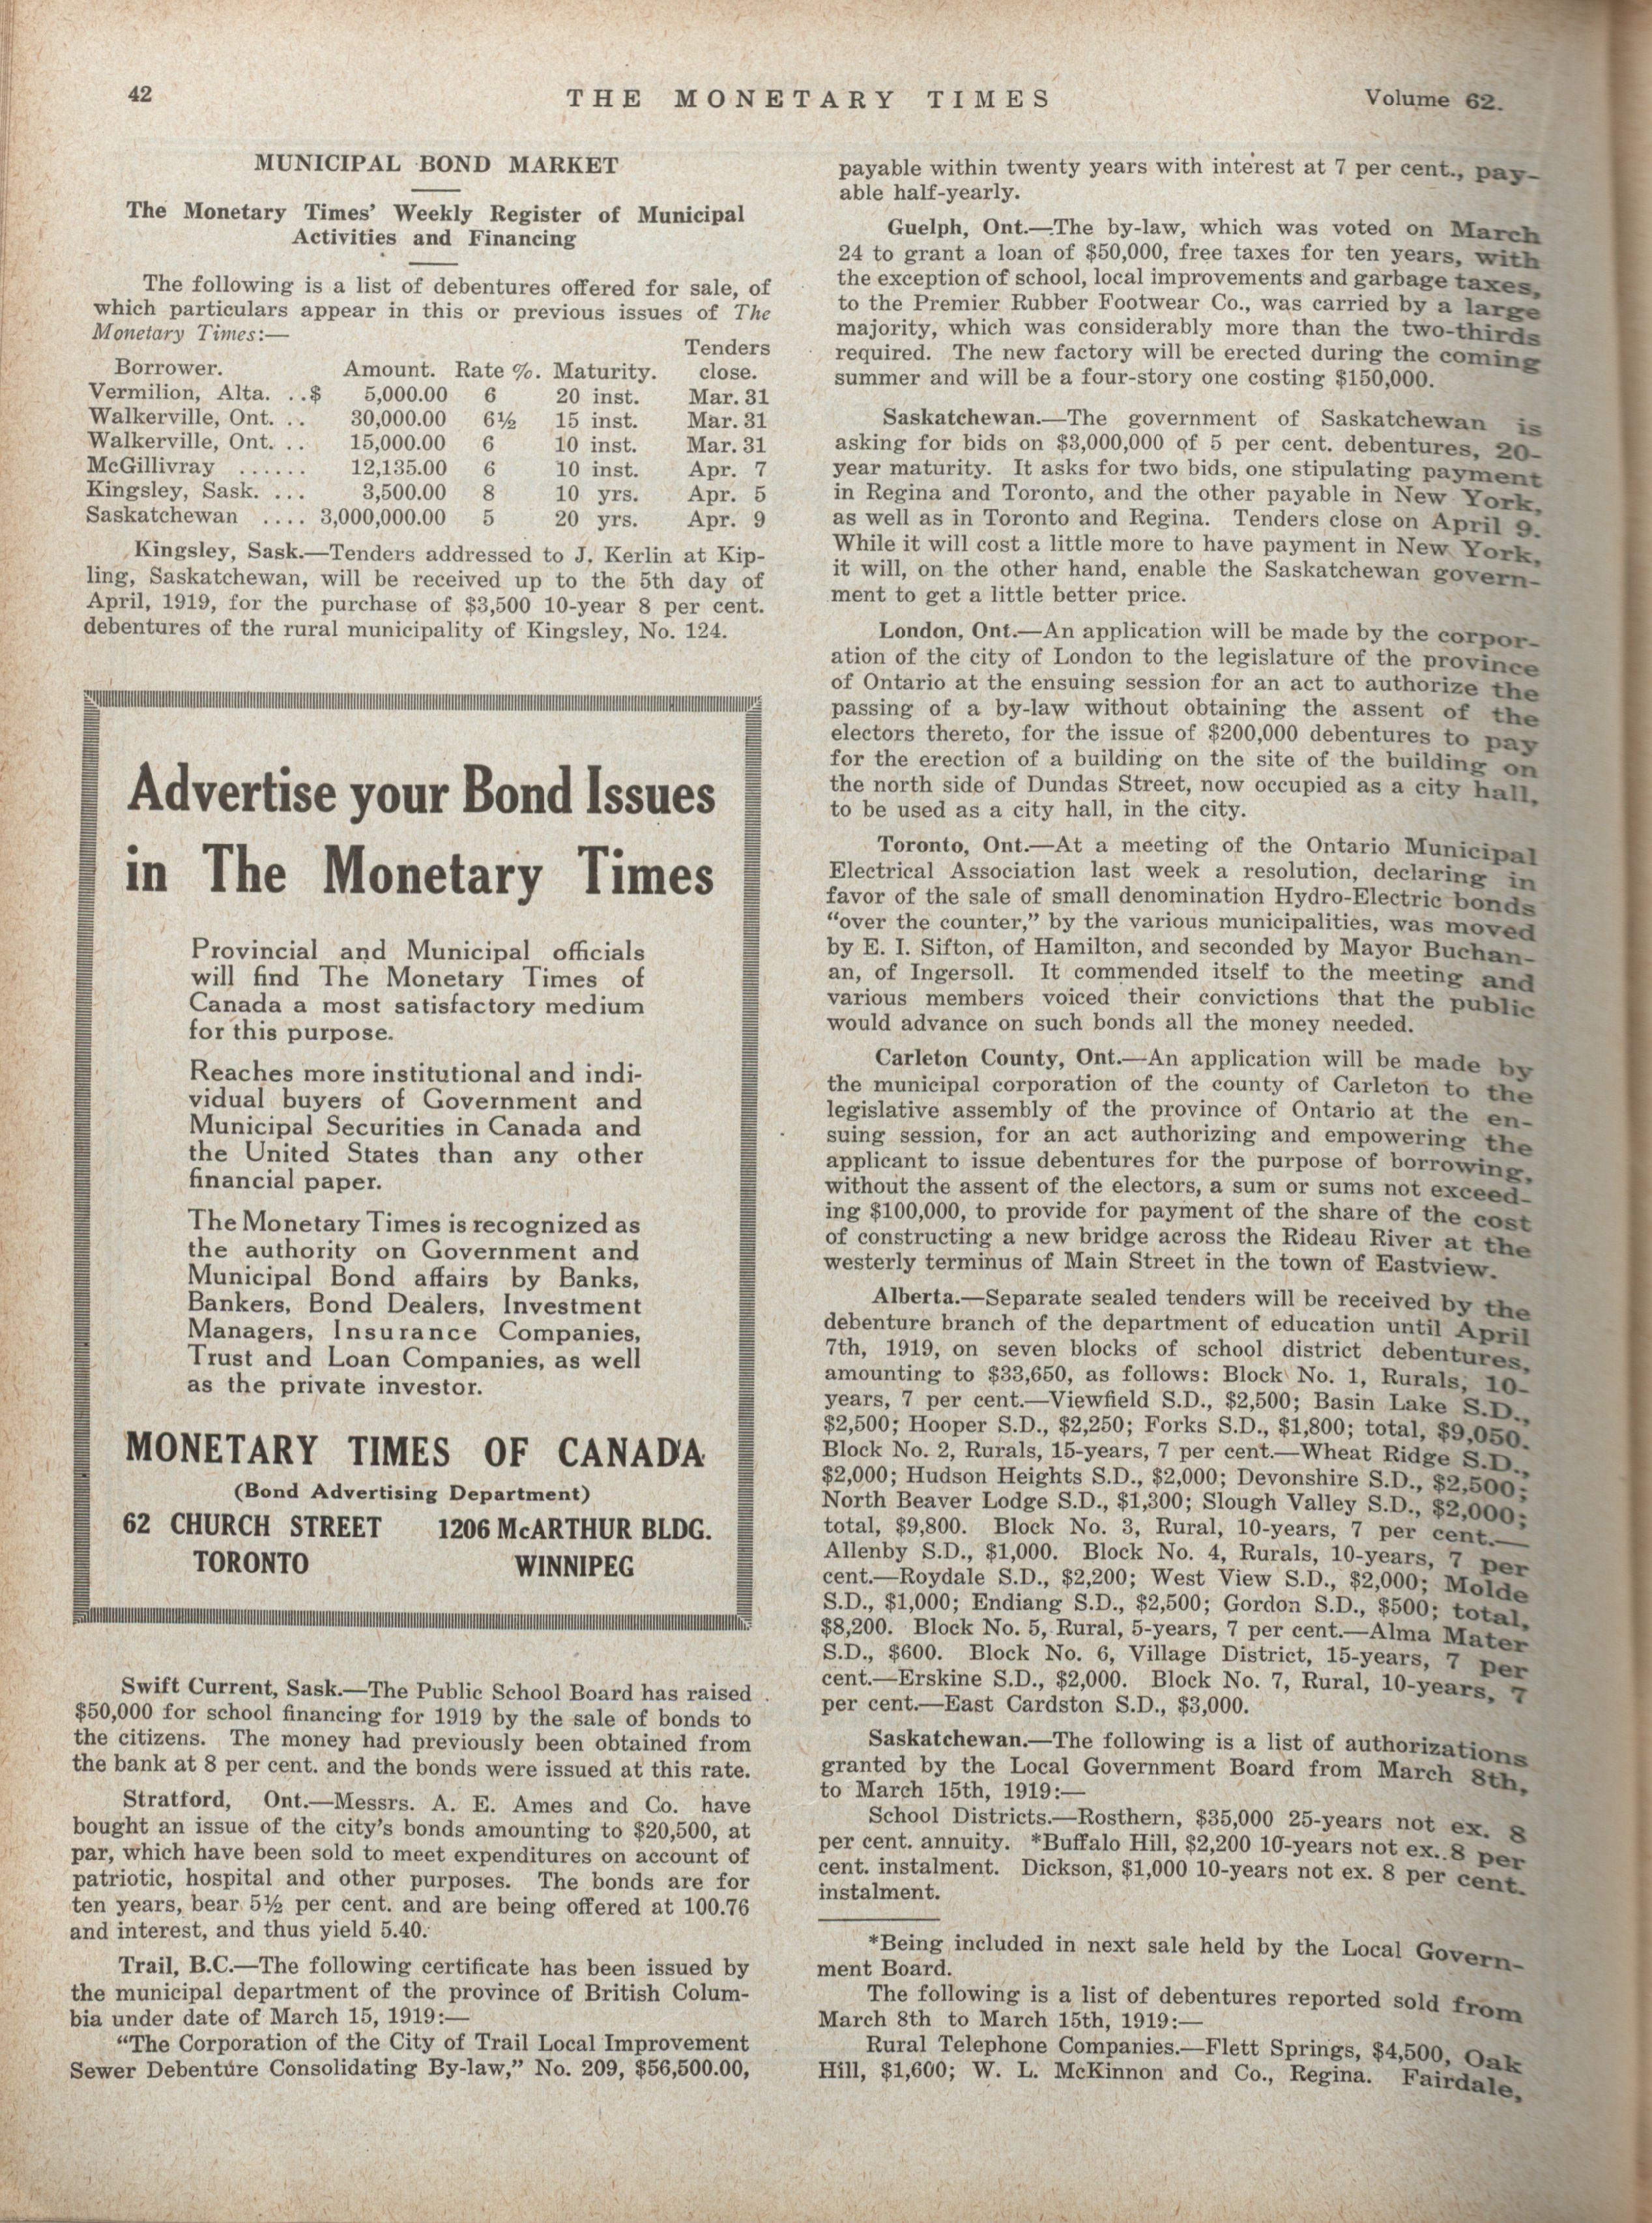 42
THE MONETARY TIMES
Volume 62.
MUNICIPAL BOND MARKET
The Monetary Times' Weekly Register of Municipal
Activities and Financing
The following is a list of debentures offered for sale, of
which particulars appear in this or previous issues of The
Monetary Times:—
Tenders
Borrower. Amount. Rate %. Maturity. close.
Vermilion, Alta. ..$ 5,000.00 6 20 inst. Mar. 31
Walkerville, Ont. .. 30,000.00 6½ 15 inst. Mar. 31
Walkerville, Ont. .. 15,000.00 6 10 inst. Mar. 31
McGillivray ...... 12,135.00 6 10 inst. Apr. 7
Kingsley, Sask. ... 3,500.00 8 10 yrs. Apr. 5
Saskatchewan .... 3,000,000.00 5 20 yrs. Apr. 9
Kingsley, Sask.—Tenders addressed to J. Kerlin at Kip-
ling, Saskatchewan, will be received up to the 5th day of
April, 1919, for the purchase of $3,500 10-year 8 per cent.
debentures of the rural municipality of Kingsley, No. 124.
Advertise your Bond Issues
in The Monetary Times
Provincial and Municipal officials
will find The Monetary Times of
Canada a most satisfactory medium
for this purpose.
Reaches more institutional and indi-
vidual buyers of Government and
Municipal Securities in Canada and
the United States than any other
financial paper.
The Monetary Times is recognized as
the authority on Government and
Municipal Bond affairs by Banks,
Bankers, Bond Dealers, Investment
Managers, Insurance Companies,
Trust and Loan Companies, as well
as the private investor.
MONETARY TIMES OF CANADA
(Bond Advertising Department)
62 CHURCH STREET 1206 McARTHUR BLDG.
TORONTO WINNIPEG
Swift Current, Sask.—The Public School Board has raised
$50,000 for school financing for 1919 by the sale of bonds to
the citizens. The money had previously been obtained from
the bank at 8 per cent. and the bonds were issued at this rate.
Stratford, Ont.—Messrs. A. E. Ames and Co. have
bought an issue of the city's bonds amounting to $20,500, at
par, which have been sold to meet expenditures on account of
patriotic, hospital and other purposes. The bonds are for
ten years, bear 5½ per cent. and are being offered at 100.76
and interest, and thus yield 5.40.
Trail, B.C.—The following certificate has been issued by
the municipal department of the province of British Colum-
bia under date of March 15, 1919:—
"The Corporation of the City of Trail Local Improvement
Sewer Debenture Consolidating By-law," No. 209, $56,500.00,
payable within twenty years with interest at 7 per cent., pay-
able half-yearly.
Guelph, Ont.—The by-law, which was voted on March
24 to grant a loan of $50,000, free taxes for ten years, with
the exception of school, local improvements and garbage taxes,
to the Premier Rubber Footwear Co., was carried by a large
majority, which was considerably more than the two-thirds
required. The new factory will be erected during the coming
summer and will be a four-story one costing $150,000.
Saskatchewan.—The government of Saskatchewan is
asking for bids on $3,000,000 of 5 per cent. debentures, 20-
year maturity. It asks for two bids, one stipulating payment
in Regina and Toronto, and the other payable in New York,
as well as in Toronto and Regina. Tenders close on April 9.
While it will cost a little more to have payment in New York,
it will, on the other hand, enable the Saskatchewan govern-
ment to get a little better price.
London, Ont.—An application will be made by the corpor-
ation of the city of London to the legislature of the province
of Ontario at the ensuing session for an act to authorize the
passing of a by-law without obtaining the assent of the
electors thereto, for the issue of $200,000 debentures to pay
for the erection of a building on the site of the building on
the north side of Dundas Street, now occupied as a city hall,
to be used as a city hall, in the city.
Toronto, Ont.—At a meeting of the Ontario Municipal
Electrical Association last week a resolution, declaring in
favor of the sale of small denomination Hydro-Electric bonds
"over the counter," by the various municipalities, was moved
by E. I. Sifton, of Hamilton, and seconded by Mayor Buchan-
an, of Ingersoll. It commended itself to the meeting and
various members voiced their convictions that the public
would advance on such bonds all the money needed.
Carleton County, Ont.—An application will be made by
the municipal corporation of the county of Carleton to the
legislative assembly of the province of Ontario at the en-
suing session, for an act authorizing and empowering the
applicant to issue debentures for the purpose of borrowing,
without the assent of the electors, a sum or sums not exceed-
ing $100,000, to provide for payment of the share of the cost
of constructing a new bridge across the Rideau River at the
westerly terminus of Main Street in the town of Eastview.
Alberta.—Separate sealed tenders will be received by the
debenture branch of the department of education until April
7th, 1919, on seven blocks of school district debentures,
amounting to $33,650, as follows: Block No. 1, Rurals, 10-
years, 7 per cent.—Viewfield S.D., $2,500; Basin Lake S.D.,
$2,500; Hooper S.D., $2,250; Forks S.D., $1,800; total, $9,050.
Block No. 2, Rurals, 15-years, 7 per cent.—Wheat Ridge S.D.,
$2,000; Hudson Heights S.D., $2,000; Devonshire S.D., $2,500;
North Beaver Lodge S.D., $1,300; Slough Valley S.D., $2,000;
total, $9,800. Block No. 3, Rural, 10-years, 7 per cent.—
Allenby S.D., $1,000. Block No. 4, Rurals, 10-years, 7 per
cent.—Roydale S.D., $2,200; West View S.D., $2,000; Molde
S.D., $1,000; Endiang S.D., $2,500; Gordon S.D., $500; total,
$8,200. Block No. 5, Rural, 5-years, 7 per cent.—Alma Mater
S.D., $600. Block No. 6, Village District, 15-years, 7 per
cent.—Erskine S.D., $2,000. Block No. 7, Rural, 10-years, 7
per cent.—East Cardston S.D., $3,000.
Saskatchewan.—The following is a list of authorizations
granted by the Local Government Board from March 8th,
to March 15th, 1919:—
School Districts.—Rosthern, $35,000 25-years not ex. 8
per cent. annuity. *Buffalo Hill, $2,200 10-years not ex. 8 per
cent. instalment. Dickson, $1,000 10-years not ex. 8 per cent.
instalment.
*Being included in next sale held by the Local Govern-
ment Board.
The following is a list of debentures reported sold from
March 8th to March 15th, 1919:—
Rural Telephone Companies.—Flett Springs, $4,500, Oak
Hill, $1,600; W. L. McKinnon and Co., Regina. Fairdale,